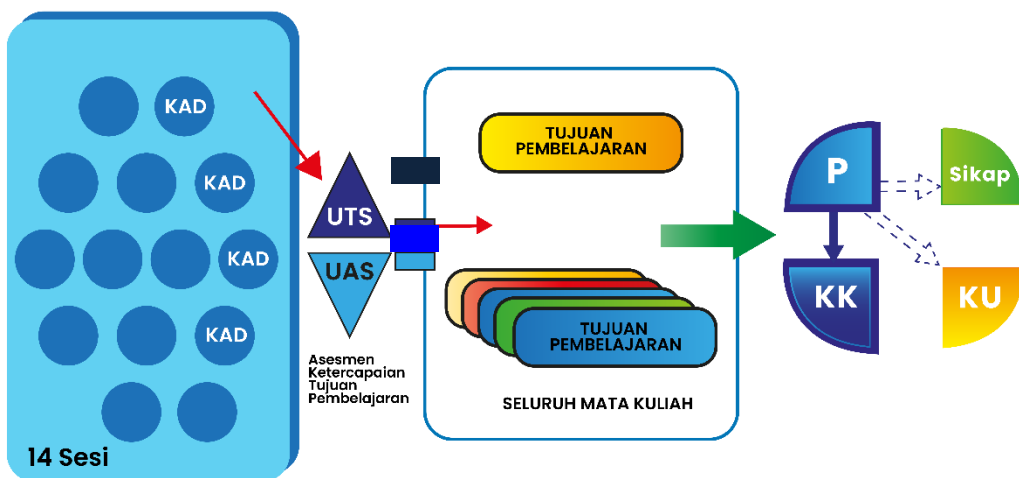 KAD
KAD
KAD
KAD
14 Sesi
UTS
UAS
Asesmen
Ketercapaian
Tujuan
Pembelajaran
TUJUAN
PEMBELAJARAN
TUJUAN
PEMBELAJARAN
SELURUH MATA KULIAH
P
Sikap
KK
KU